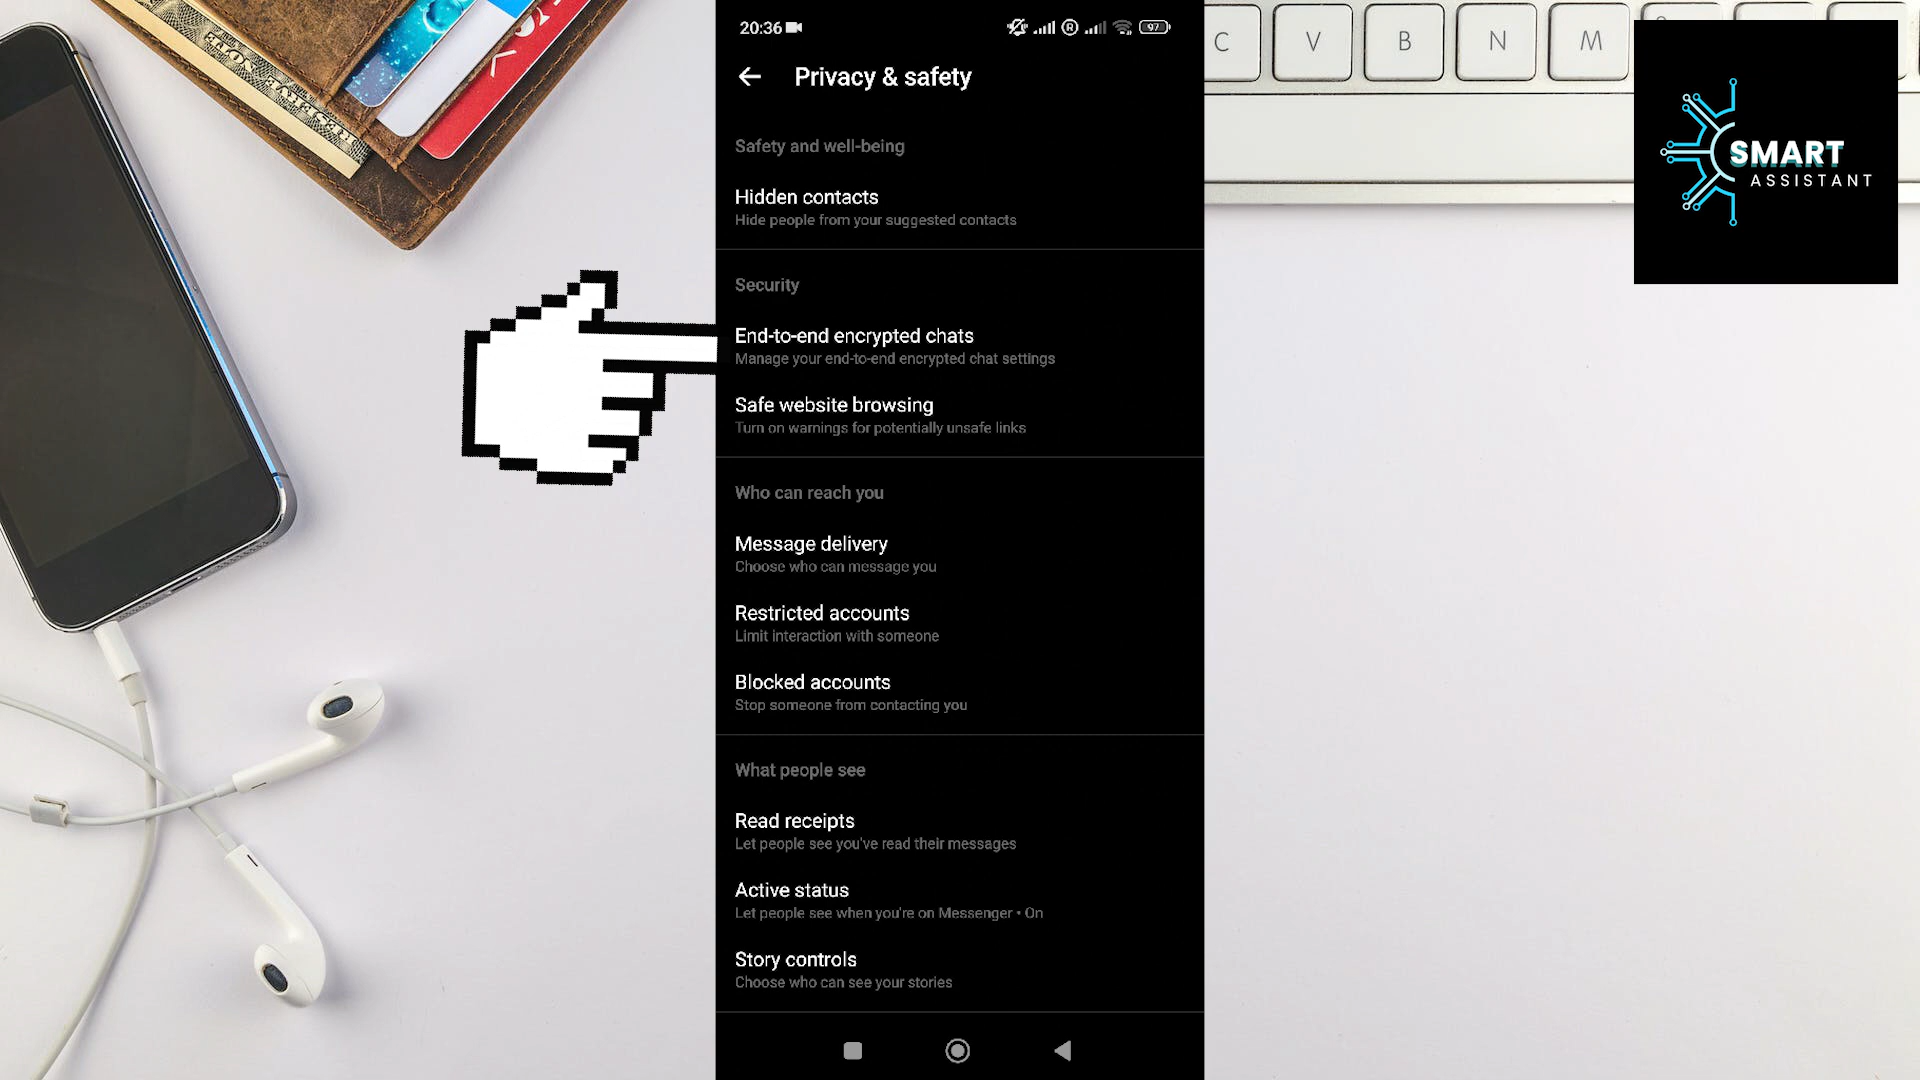 20:36
97
Privacy & safety
Safety and well-being
Hidden contacts
Hide people from your suggested contacts
Security
End-to-end encrypted chats
Manage your end-to-end encrypted chat settings
Safe website browsing
Turn on warnings for potentially unsafe links
Who can reach you
Message delivery
Choose who can message you
Restricted accounts
Limit interaction with someone
Blocked accounts
Stop someone from contacting you
What people see
Read receipts
Let people see you've read their messages
Active status
Let people see when you're on Messenger • On
Story controls
Choose who can see your stories
C V B N M
SMART
ASSISTANT
RESERVE NOTE